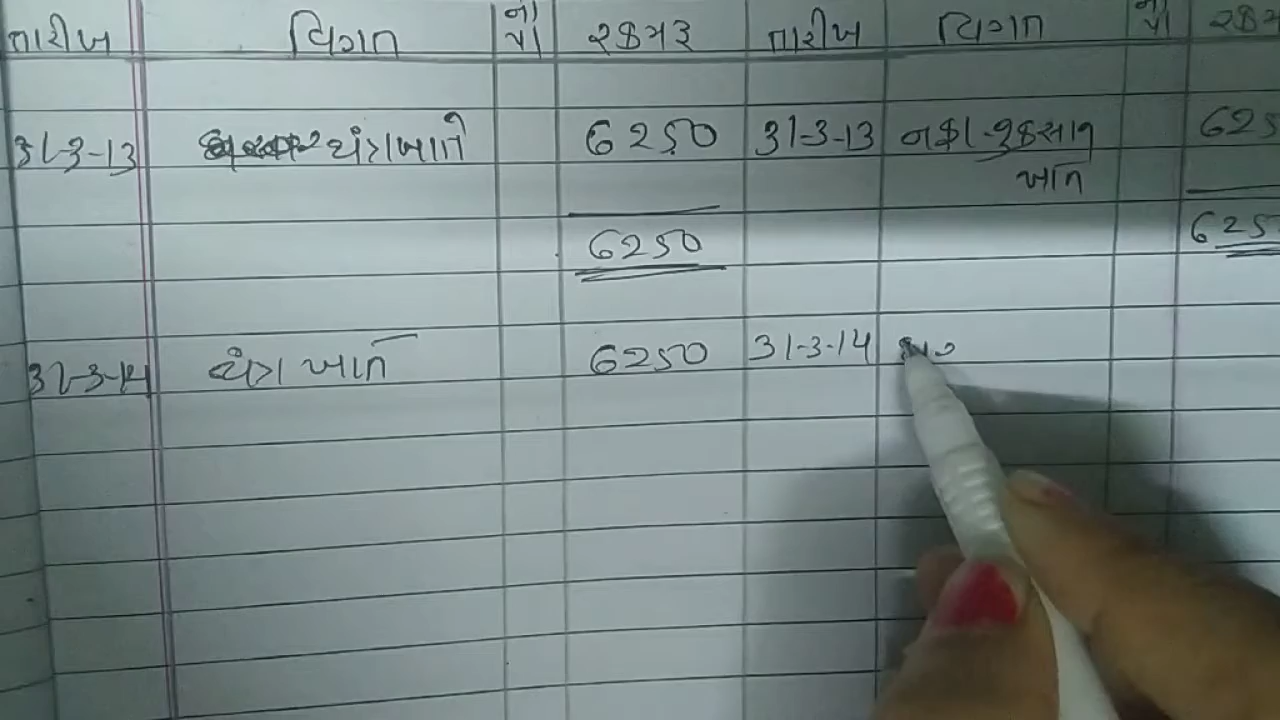 તારીખ વિગત ના પા રકમ રૂ તારીખ વિગત ના પા રકમ
31-3-13 યંત્ર ખાતે 6250 31-3-13 નફા-નુકસાન 625
ખાતે
6250 625
31-3-14 યંત્ર ખાતે 6250 31-3-14